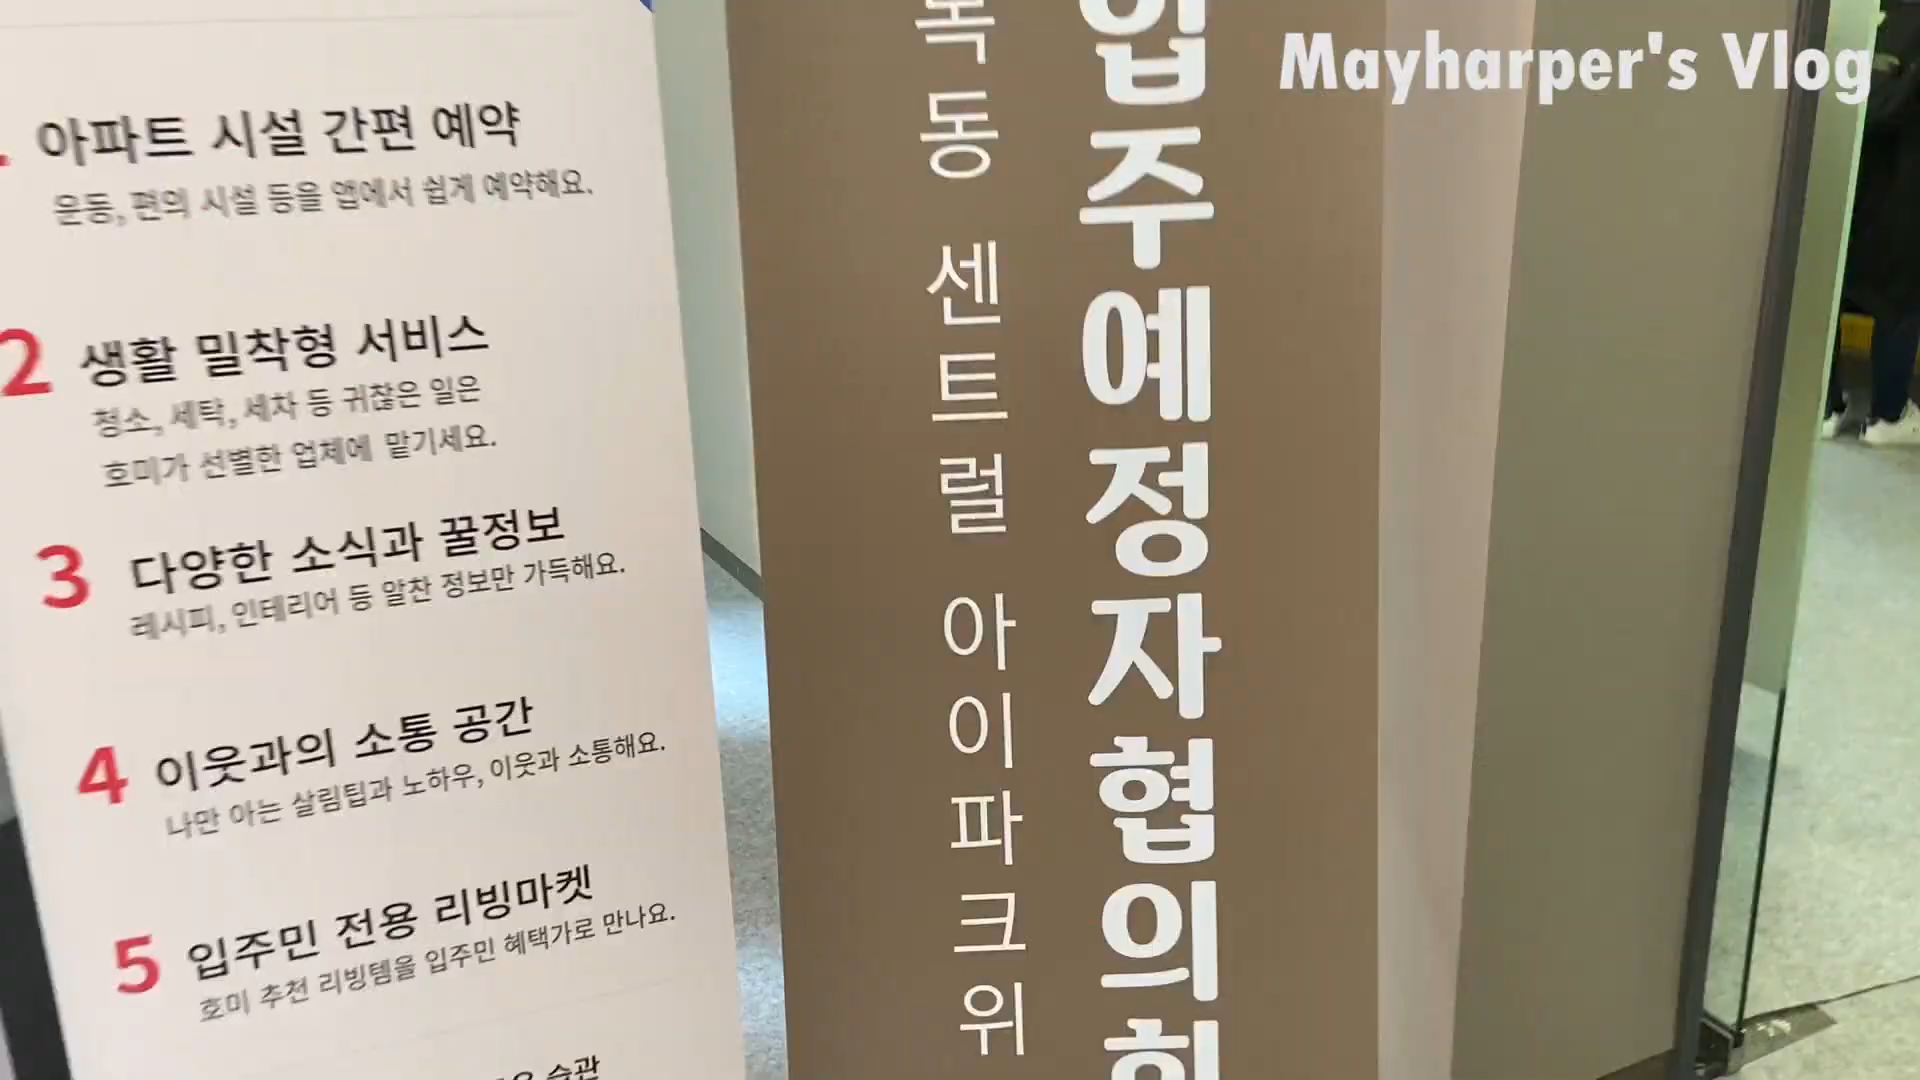 Mayharper's Vlog
아파트 시설 간편 예약
운동, 편의 시설 등을 앱에서 쉽게 예약해요.
2 생활 밀착형 서비스
청소, 세탁, 세차 등 귀찮은 일은
호미가 선별한 업체에 맡기세요.
3 다양한 소식과 꿀정보
레시피, 인테리어 등 알찬 정보만 가득해요.
4 이웃과의 소통 공간
나만 아는 살림팁과 노하우, 이웃과 소통해요.
5 입주민 전용 리빙마켓
호미 추천 리빙템을 입주민 혜택가로 만나요.
습관
동 센트럴 아이파크위
입주예정자협의회